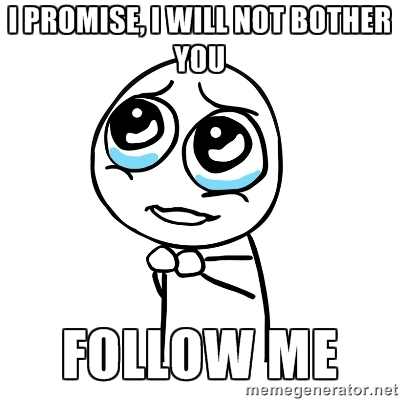 I PROMISE, I WILL NOT BOTHER
YOU
FOLLOW ME
memegenerator.net